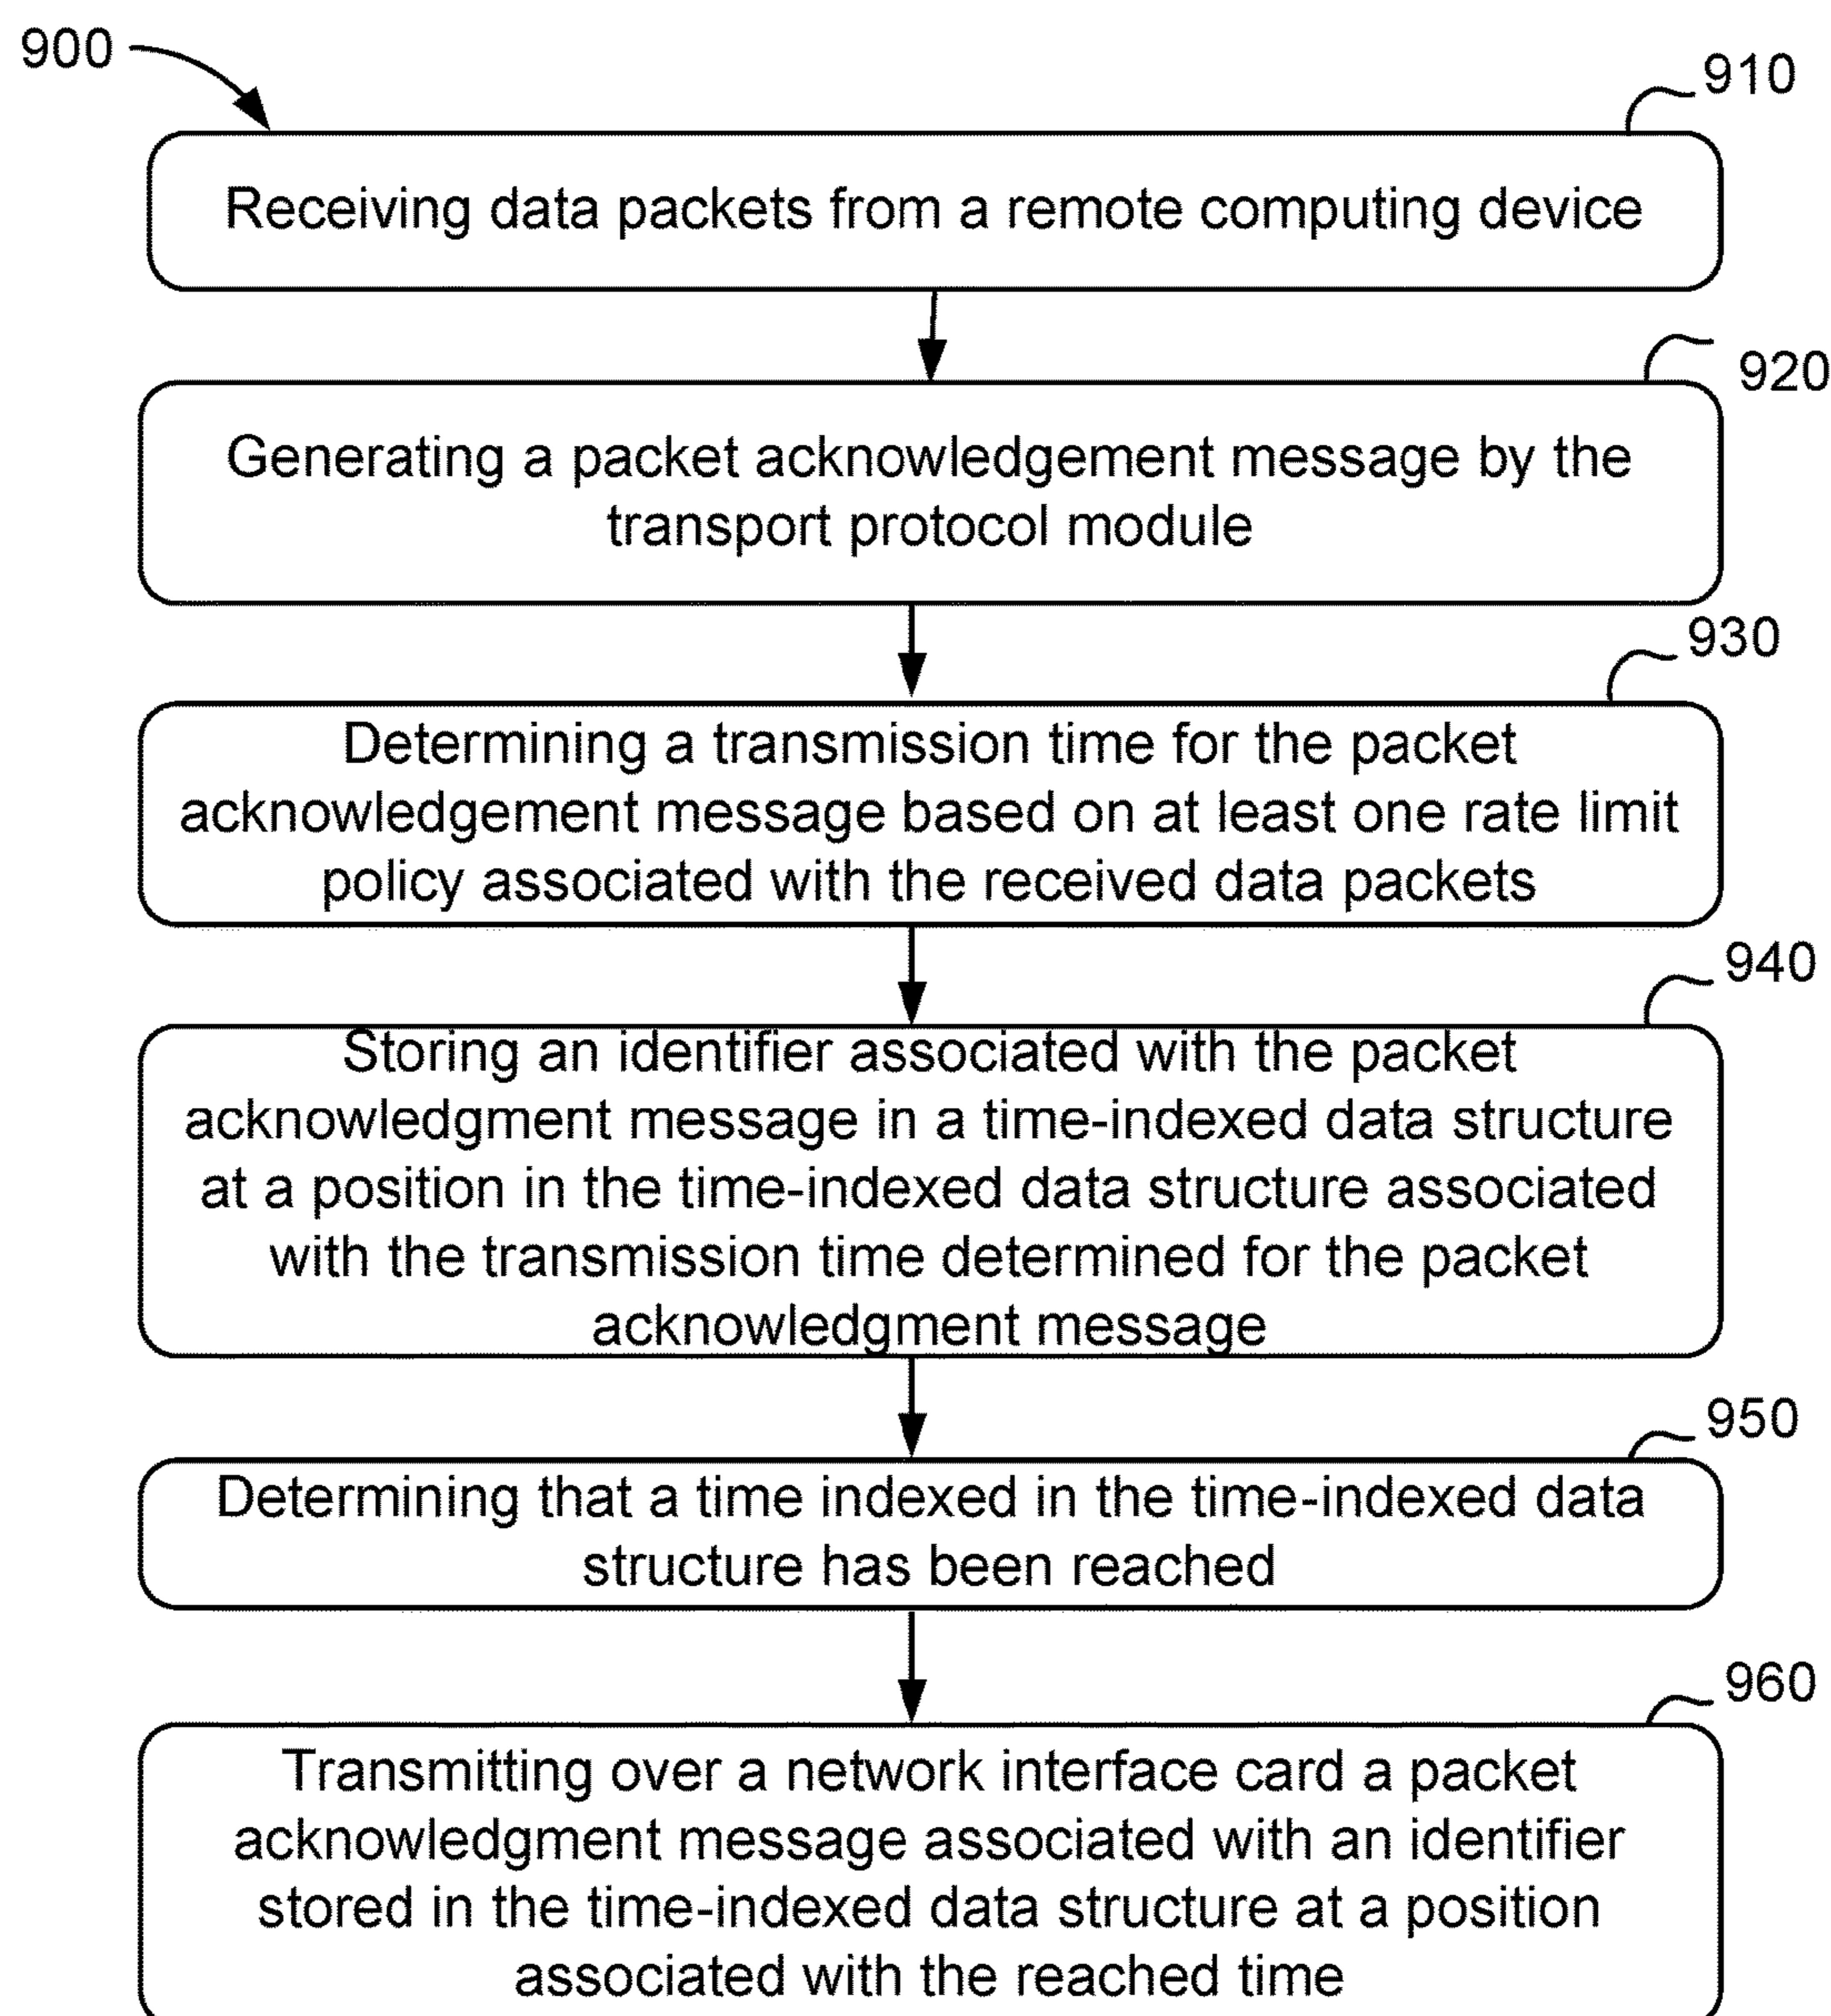 900
910
Receiving data packets from a remote computing device
920
Generating a packet acknowledgement message by the
transport protocol module
930
Determining a transmission time for the packet
acknowledgement message based on at least one rate limit
policy associated with the received data packets
940
Storing an identifier associated with the packet
acknowledgment message in a time-indexed data structure
at a position in the time-indexed data structure associated
with the transmission time determined for the packet
acknowledgment message
950
Determining that a time indexed in the time-indexed data
structure has been reached
960
Transmitting over a network interface card a packet
acknowledgment message associated with an identifier
stored in the time-indexed data structure at a position
associated with the reached time